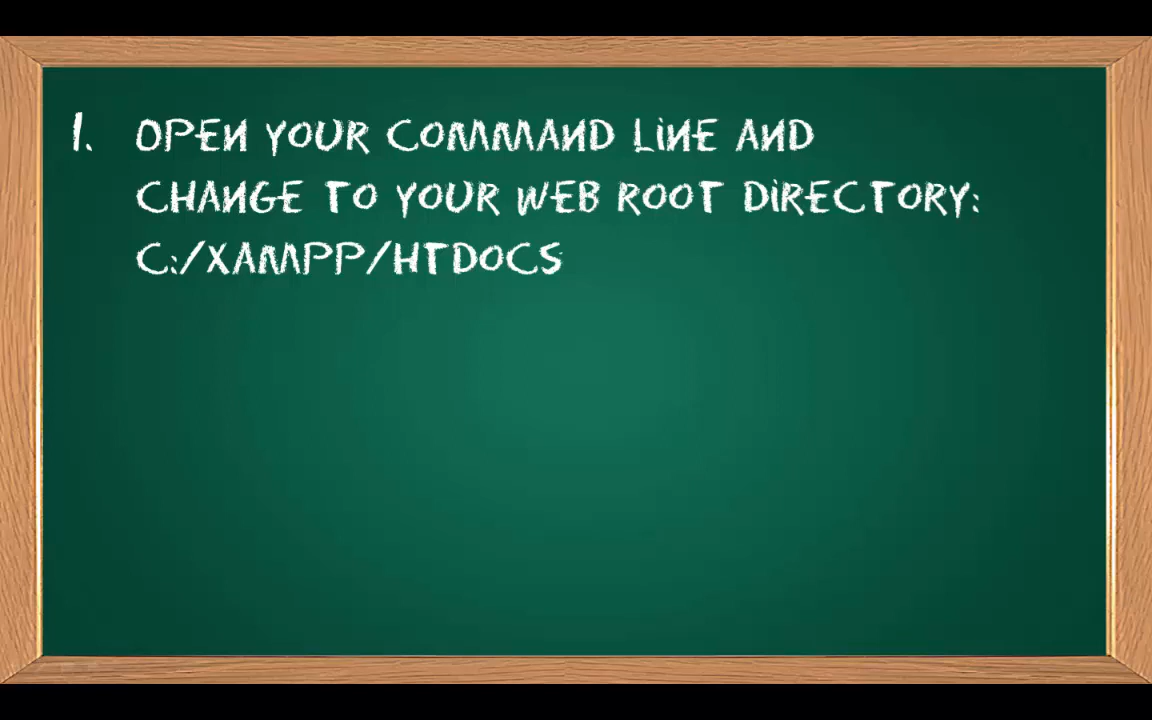 1. OPEN YOUR COMMAND LINE AND
CHANGE TO YOUR WEB ROOT DIRECTORY:
C:/XAMPP/HTDOCS